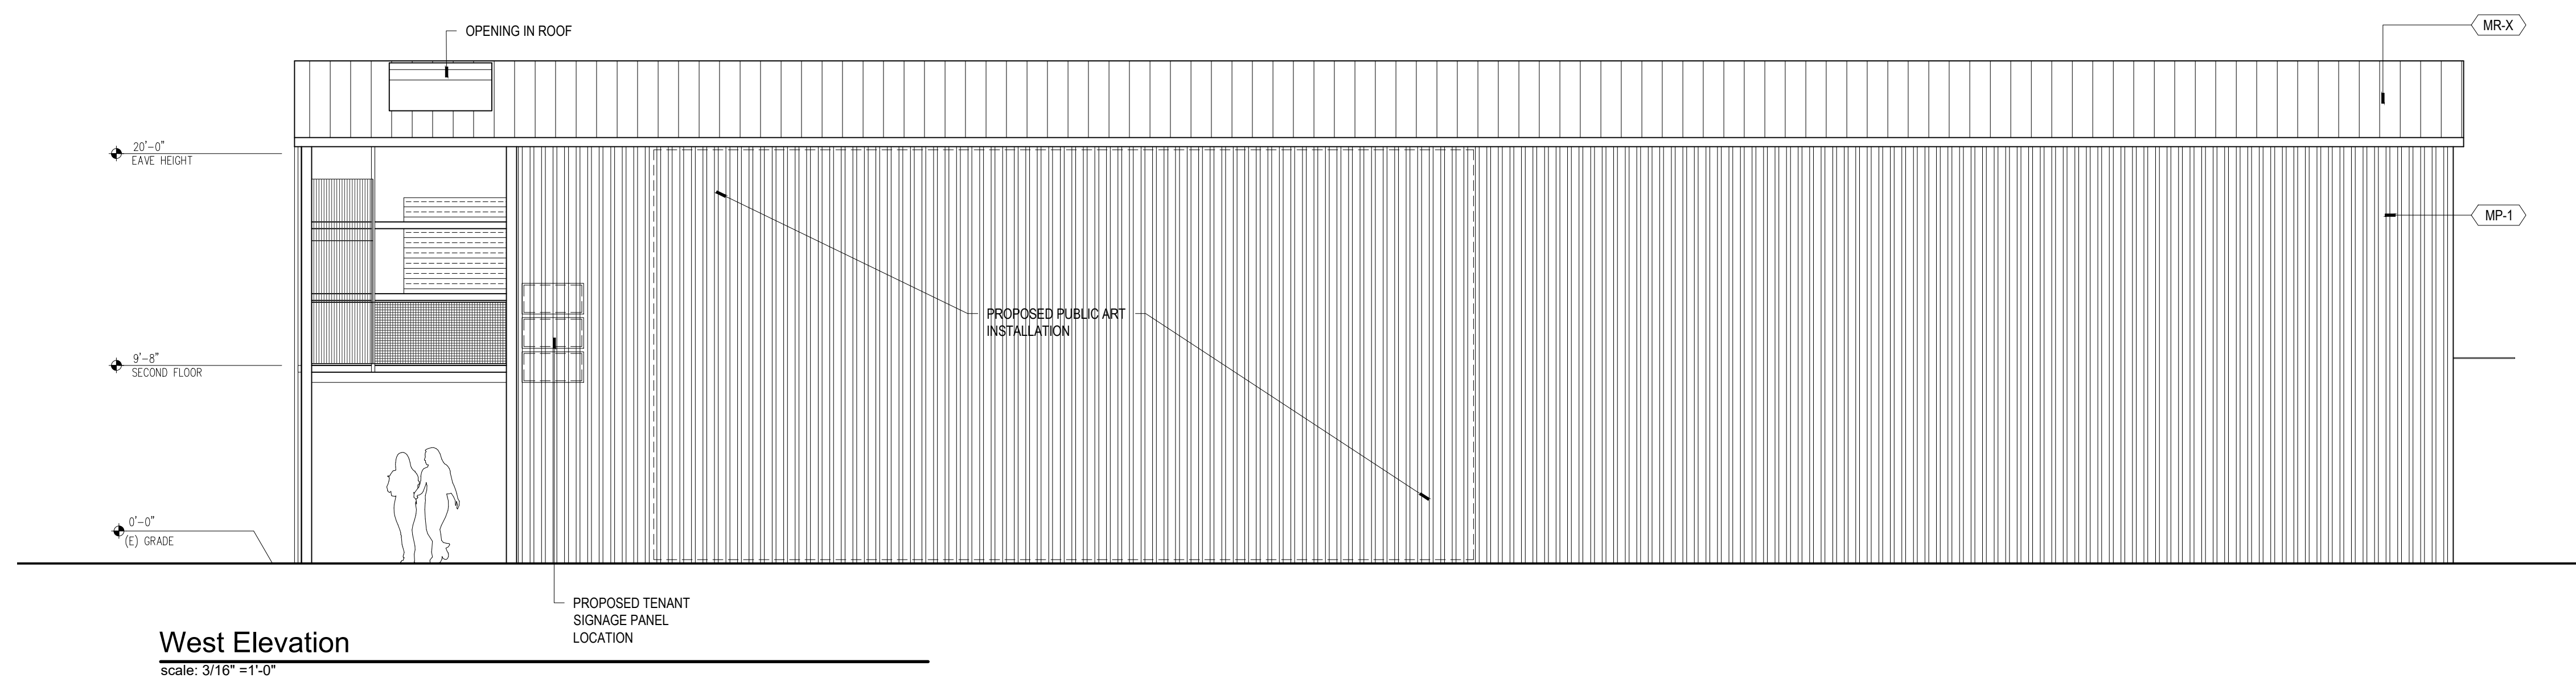 OPENING IN ROOF
MR-X
20'-0"
EAVE HEIGHT
MP-1
PROPOSED PUBLIC ART
INSTALLATION
9'-8"
SECOND FLOOR
0'-0"
(E) GRADE
PROPOSED TENANT
SIGNAGE PANEL
LOCATION
West Elevation
scale: 3/16" =1'-0"